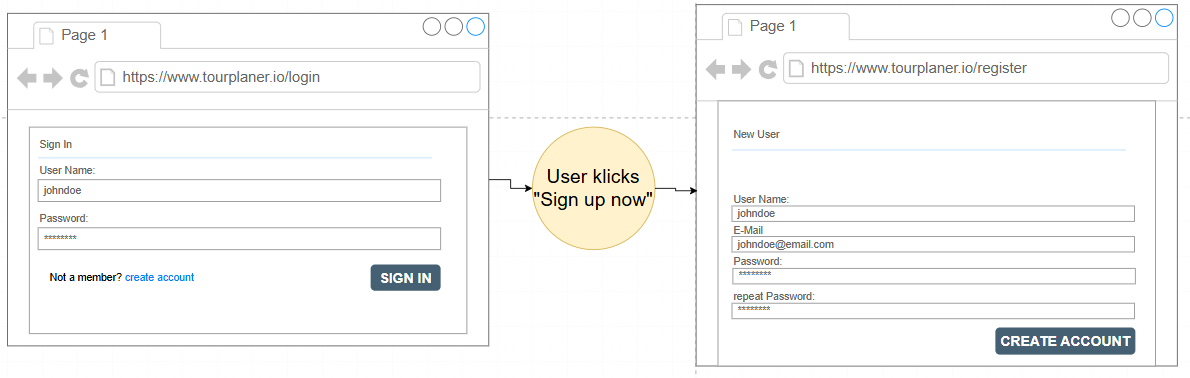 Page 1
https://www.tourplaner.io/login
Sign In
User Name:
johndoe
Password:
********
Not a member? create account
SIGN IN
User klicks
"Sign up now"
Page 1
https://www.tourplaner.io/register
New User
User Name:
johndoe
E-Mail
johndoe@email.com
Password:
********
repeat Password:
********
CREATE ACCOUNT